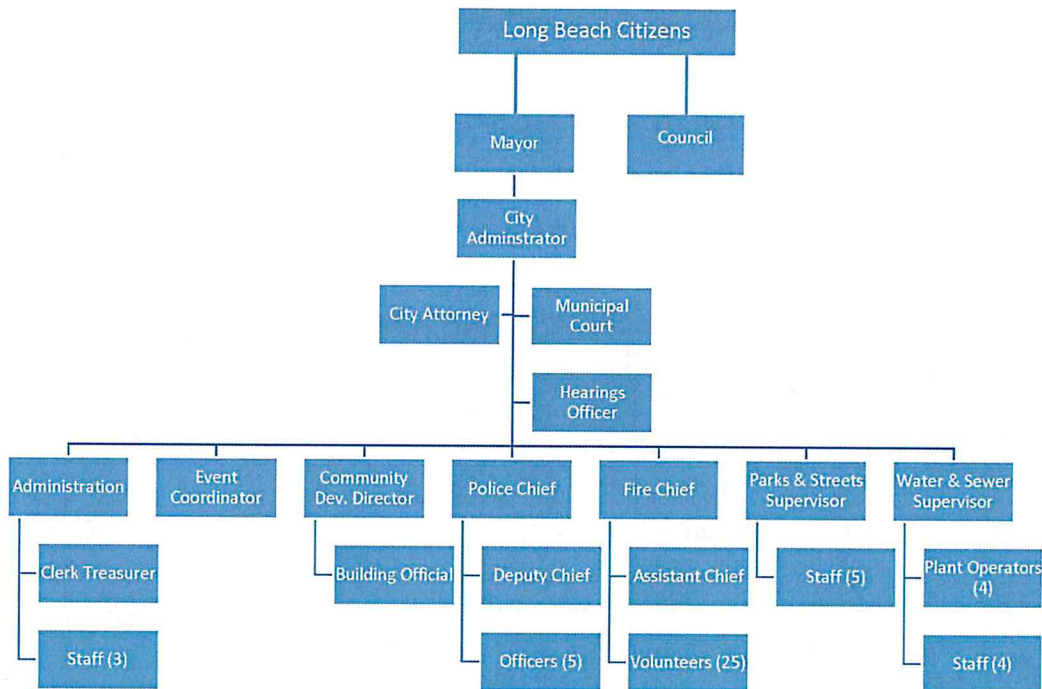 Long Beach Citizens
Mayor
Council
City
Adminstrator
City Attorney
Municipal
Court
Hearings
Officer
Administration
Event
Coordinator
Community
Dev. Director
Police Chief
Fire Chief
Parks & Streets
Supervisor
Water & Sewer
Supervisor
Clerk Treasurer
Building Official
Deputy Chief
Assistant Chief
Staff (5)
Plant Operators
(4)
Staff (3)
Officers (5)
Volunteers (25)
Staff (4)